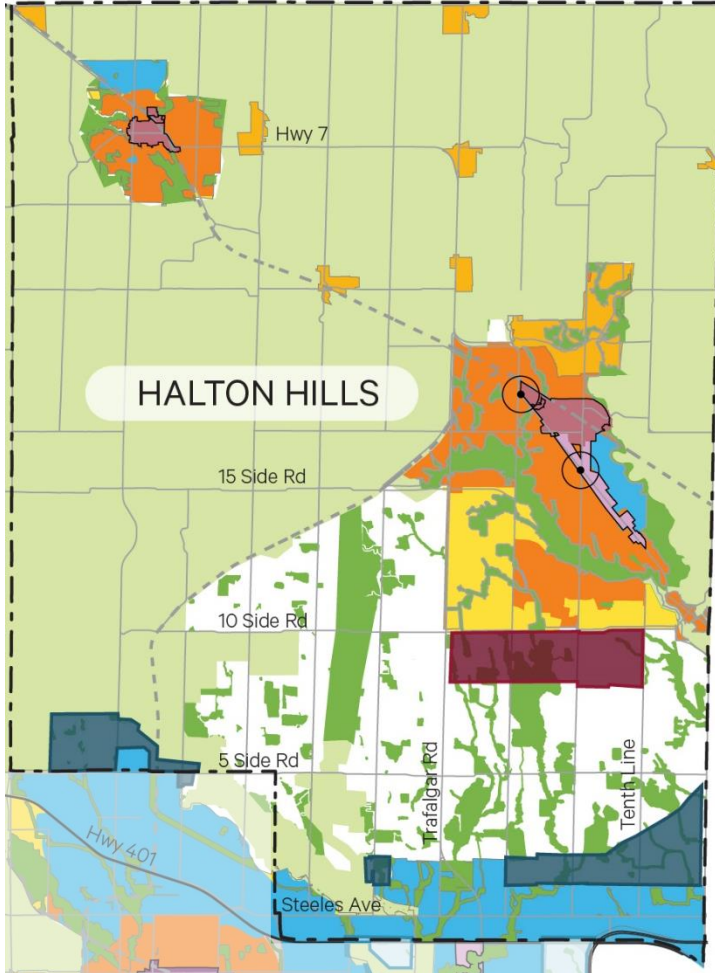 Hwy 7
HALTON HILLS
15 Side Rd
10 Side Rd
5 Side Rd
Trafalgar Rd
Tenth Line
Hwy 401
Steeles Ave